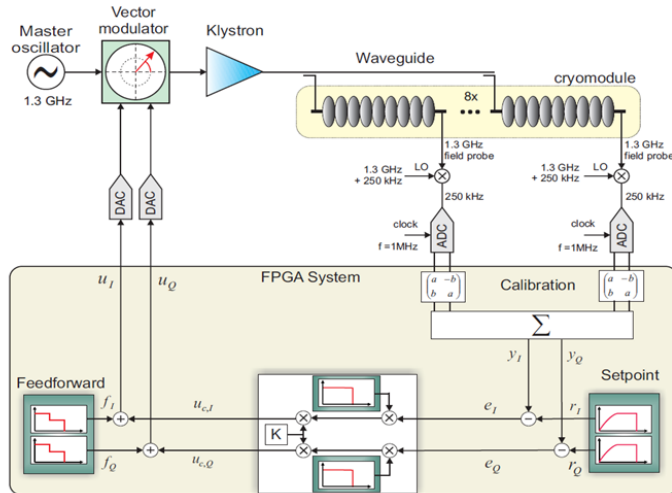 Master
oscillator
1.3 GHz
Vector
modulator
Klystron
Waveguide
cryomodule
8x
1.3 GHz
field probe
1.3 GHz
field probe
1.3 GHz
+ 250 kHz
LO
1.3 GHz
+ 250 kHz
LO
250 kHz
250 kHz
clock
f =1MHz
ADC
clock
f =1MHz
ADC
DAC
DAC
u_I
u_Q
FPGA System
Calibration
(a -b
b a)
(a -b
b a)
Σ
y_I
y_Q
Feedforward
f_I
f_Q
u_c,I
u_c,Q
K
e_I
e_Q
Setpoint
r_I
r_Q